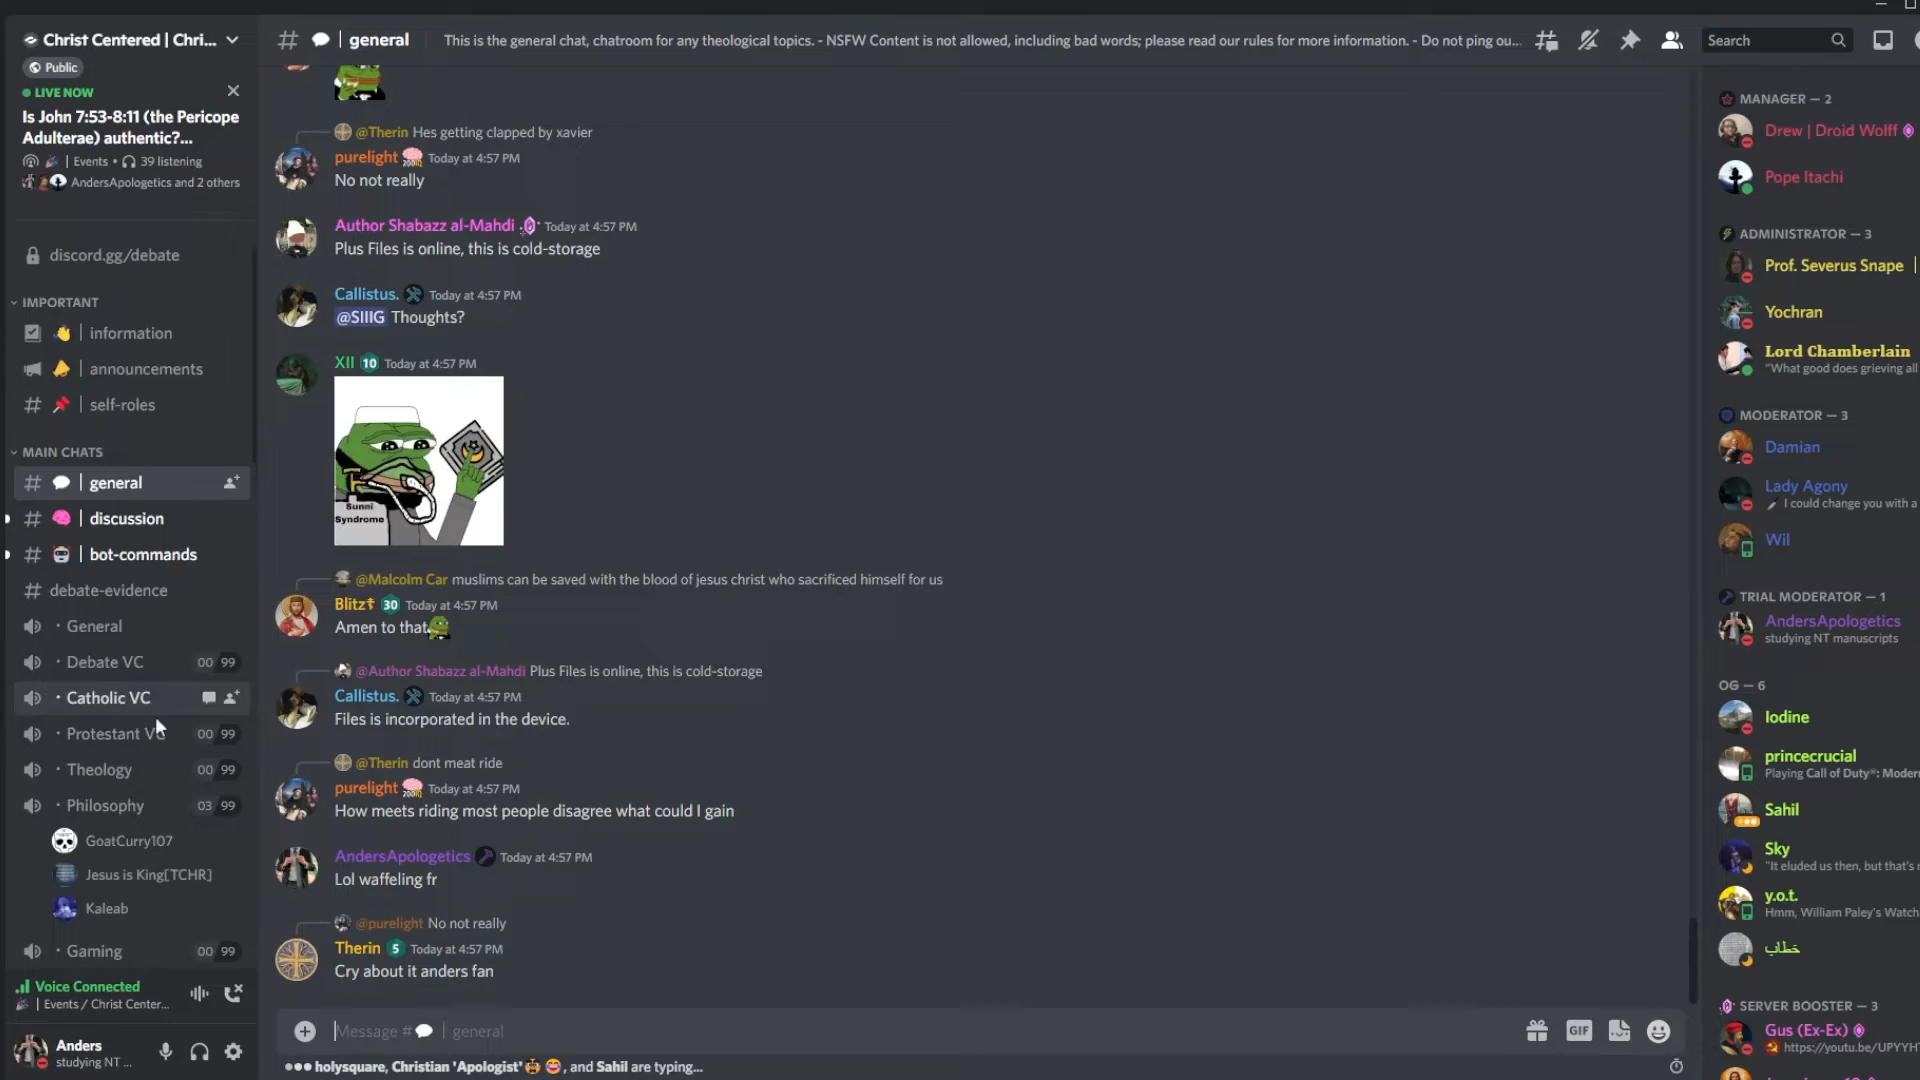 Christ Centered | Chri...
Public
LIVE NOW
Is John 7:53-8:11 (the Pericope
Adulterae) authentic?...
| Events • 39 listening
AndersApologetics and 2 others
discord.gg/debate
IMPORTANT
| information
| announcements
# | self-roles
MAIN CHATS
# | general
# | discussion
# | bot-commands
# debate-evidence
· General
· Debate VC 00 99
· Catholic VC
· Protestant VC 00 99
· Theology 00 99
· Philosophy 03 99
GoatCurry107
Jesus is King[TCHR]
Kaleab
· Gaming 00 99
Voice Connected
| Events / Christ Center...
Anders
studying NT ...
# | general
This is the general chat, chatroom for any theological topics. - NSFW Content is not allowed, including bad words; please read our rules for more information. - Do not ping ou...
Search
@Therin Hes getting clapped by xavier
purelight Today at 4:57 PM
No not really
Author Shabazz al-Mahdi Today at 4:57 PM
Plus Files is online, this is cold-storage
Callistus. Today at 4:57 PM
@SIIIG Thoughts?
XII 10 Today at 4:57 PM
Sunni
Syndrome
@Malcolm Car muslims can be saved with the blood of jesus christ who sacrificed himself for us
Blitz☨ 30 Today at 4:57 PM
Amen to that
@Author Shabazz al-Mahdi Plus Files is online, this is cold-storage
Callistus. Today at 4:57 PM
Files is incorporated in the device.
@Therin dont meat ride
purelight Today at 4:57 PM
How meets riding most people disagree what could I gain
AndersApologetics Today at 4:57 PM
Lol waffeling fr
@purelight No not really
Therin 5 Today at 4:57 PM
Cry about it anders fan
Message # | general
GIF
holysquare, Christian 'Apologist', and Sahil are typing...
MANAGER — 2
Drew | Droid Wolff
Pope Itachi
ADMINISTRATOR — 3
Prof. Severus Snape |
Yochran
Lord Chamberlain
"What good does grieving all
MODERATOR — 3
Damian
Lady Agony
I could change you with a
Wil
TRIAL MODERATOR — 1
AndersApologetics
studying NT manuscripts
OG — 6
Iodine
princecrucial
Playing Call of Duty®: Moder
Sahil
Sky
"It eluded us then, but that's
y.o.t.
Hmm, William Paley's Watch
خطاب
SERVER BOOSTER — 3
Gus (Ex-Ex)
https://youtu.be/UPYYH